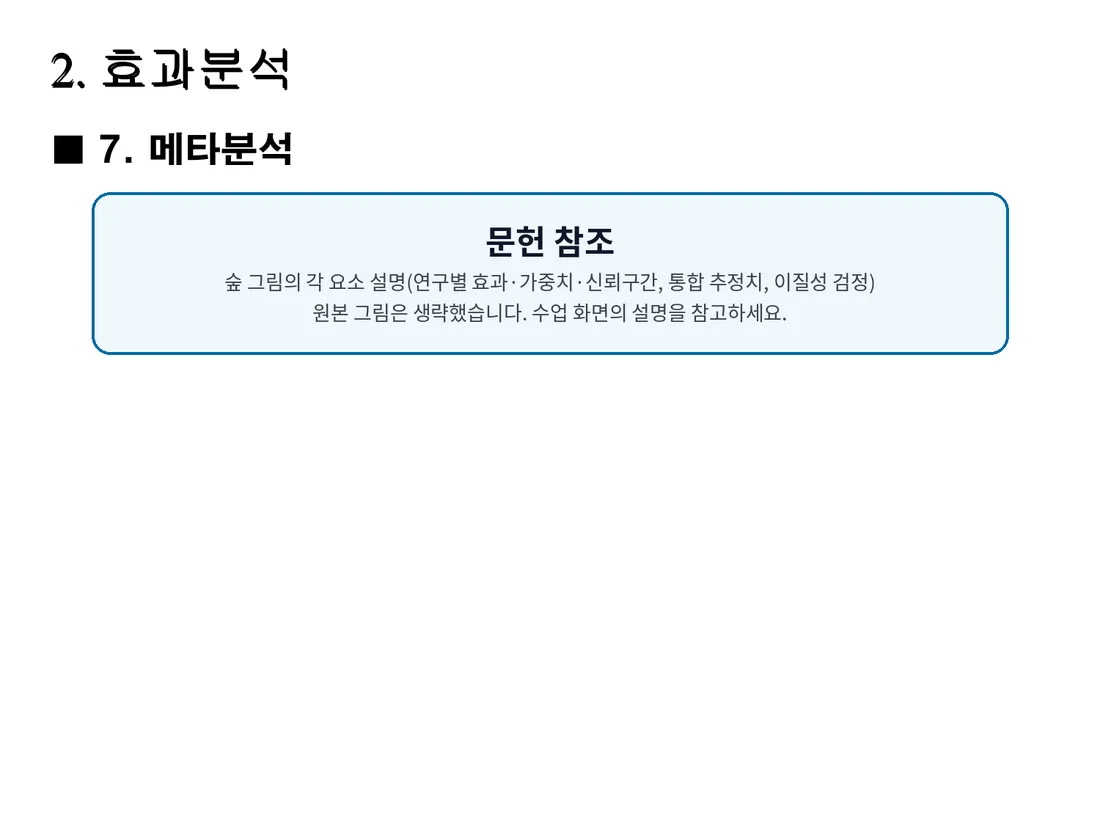 2. 효과분석
■ 7. 메타분석
문헌 참조
숲 그림의 각 요소 설명(연구별 효과·가중치·신뢰구간, 통합 추정치, 이질성 검정)
원본 그림은 생략했습니다. 수업 화면의 설명을 참고하세요.